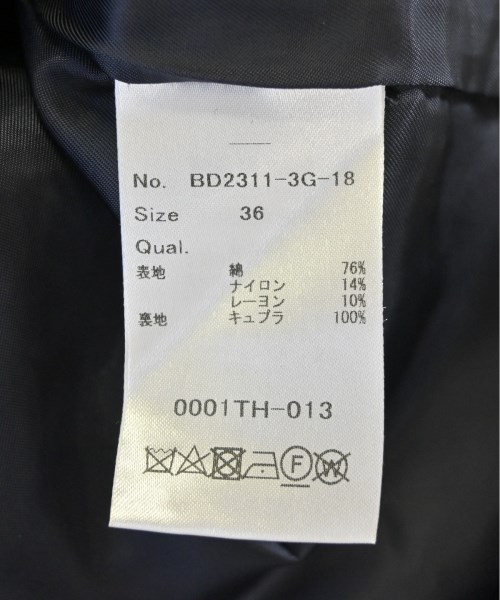 No. BD2311-3G-18
Size 36
Qual.
表地 綿 76%
ナイロン 14%
レーヨン 10%
裏地 キュプラ 100%
0001TH-013
F W